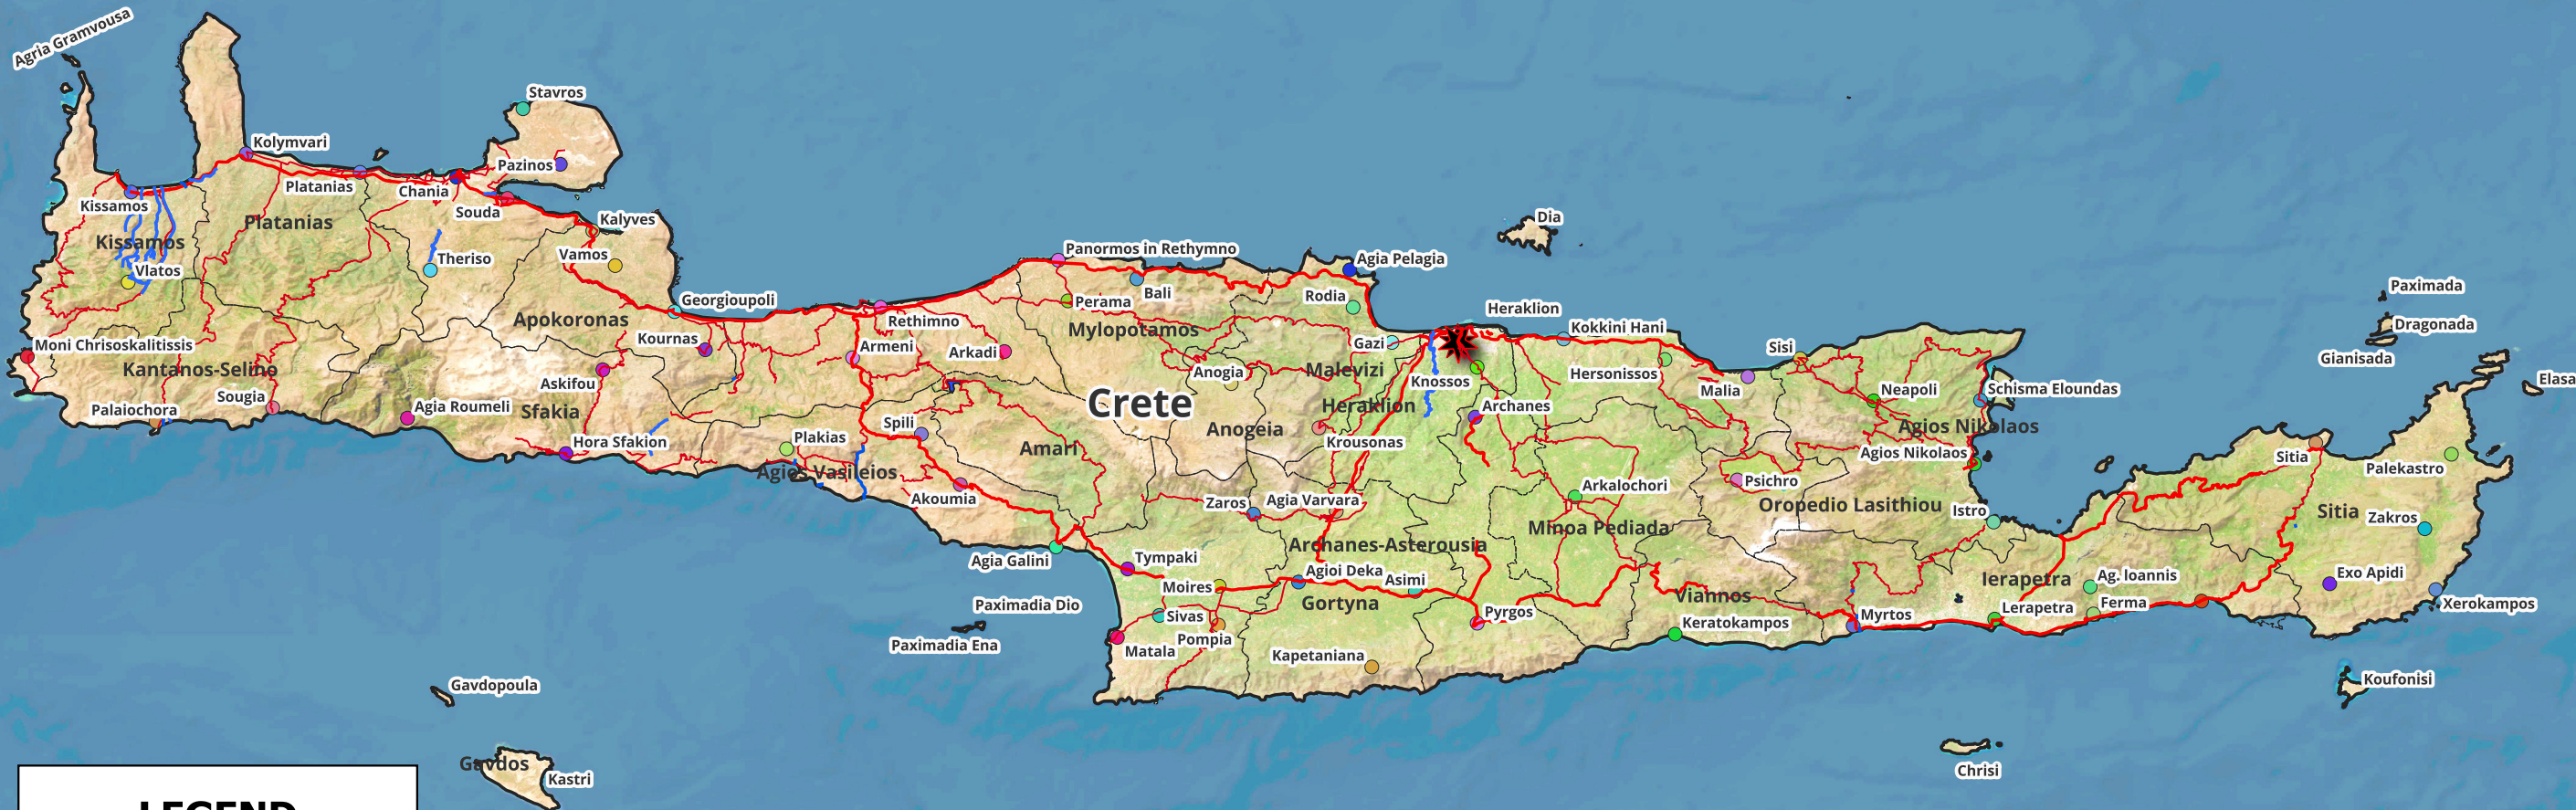 Agria Gramvousa
Stavros
Kolymvari
Pazinos
Platanias
Chania
Kissamos
Souda
Kalyves
Platanias
Kissamos
Vamos
Theriso
Vlatos
Dia
Panormos in Rethymno
Agia Pelagia
Paximada
Bali
Rodia
Georgioupoli
Perama
Heraklion
Apokoronas
Rethimno
Mylopotamos
Kokkini Hani
Dragonada
Kournas
Armeni
Arkadi
Gazi
Sisi
Gianisada
Moni Chrisoskalitissis
Kantanos-Selino
Askifou
Anogia
Malevizi
Knossos
Hersonissos
Malia
Neapoli
Schisma Eloundas
Elasa
Sougia
Palaiochora
Agia Roumeli
Sfakia
Crete
Heraklion
Archanes
Spili
Anogeia
Agios Nikolaos
Hora Sfakion
Plakias
Amari
Krousonas
Agios Nikolaos
Sitia
Palekastro
Agios Vasileios
Akoumia
Zaros
Agia Varvara
Arkalochori
Psichro
Oropedio Lasithiou
Istro
Sitia
Zakros
Minoa Pediada
Archanes-Asterousia
Agia Galini
Tympaki
Agioi Deka
Asimi
Ierapetra
Ag. Ioannis
Exo Apidi
Moires
Gortyna
Viannos
Paximadia Dio
Sivas
Pyrgos
Myrtos
Lerapetra
Ferma
Xerokampos
Keratokampos
Paximadia Ena
Matala
Pompia
Kapetaniana
Gavdopoula
Koufonisi
Gavdos
Kastri
Chrisi
LEGEND